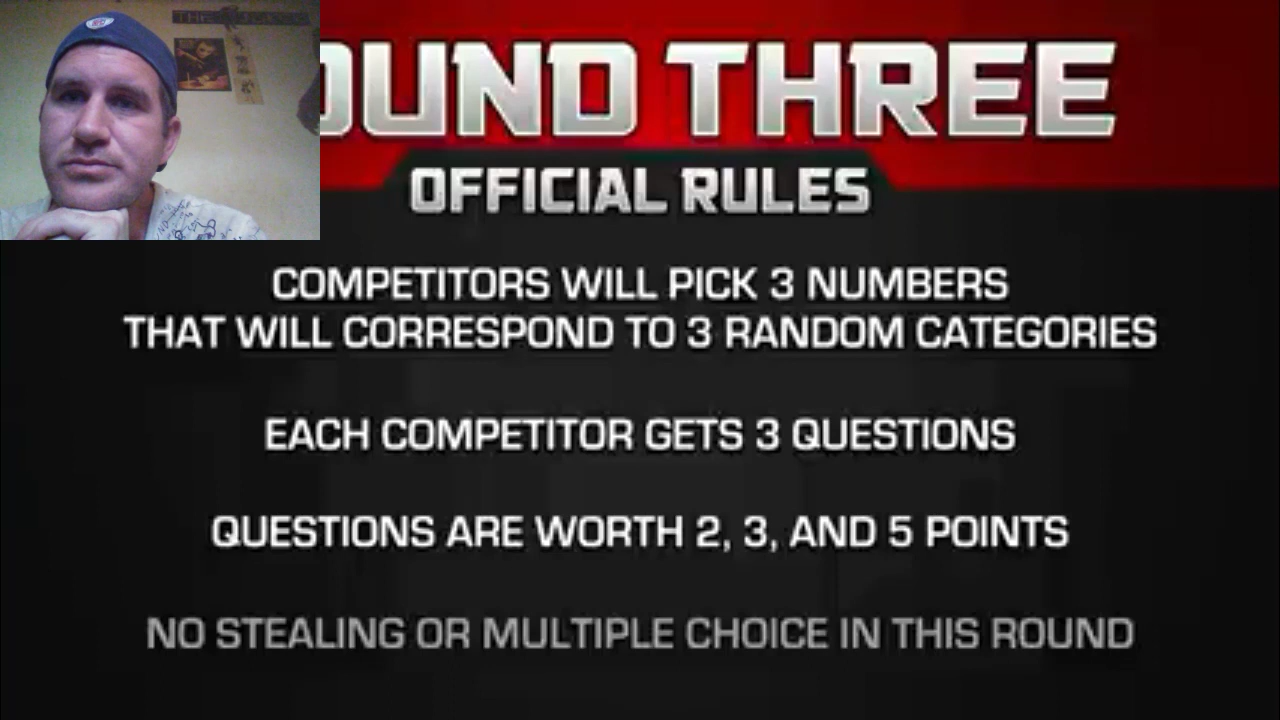 OUND THREE
OFFICIAL RULES
COMPETITORS WILL PICK 3 NUMBERS
THAT WILL CORRESPOND TO 3 RANDOM CATEGORIES
EACH COMPETITOR GETS 3 QUESTIONS
QUESTIONS ARE WORTH 2, 3, AND 5 POINTS
NO STEALING OR MULTIPLE CHOICE IN THIS ROUND